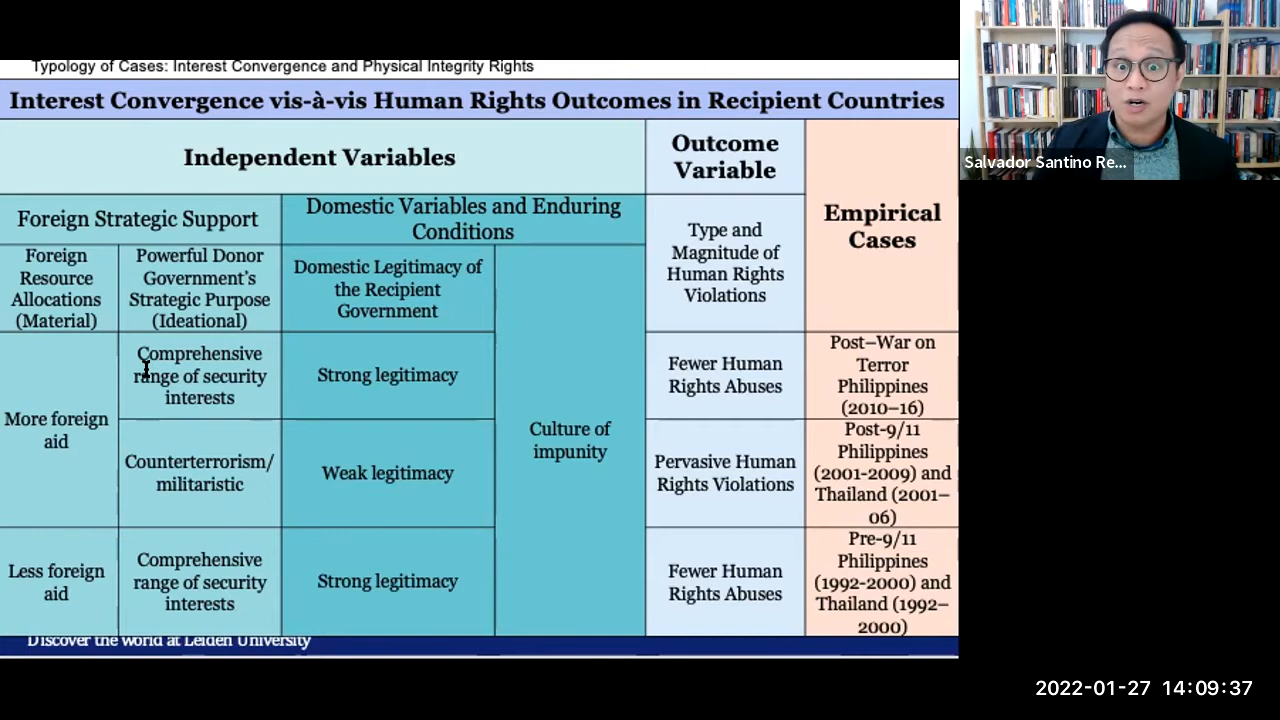 Typology of Cases: Interest Convergence and Physical Integrity Rights
Interest Convergence vis-à-vis Human Rights Outcomes in Recipient Countries
Independent Variables
Outcome
Variable
Empirical
Cases
Foreign Strategic Support
Domestic Variables and Enduring
Conditions
Type and
Magnitude of
Human Rights
Violations
Foreign
Resource
Allocations
(Material)
Powerful Donor
Government's
Strategic Purpose
(Ideational)
Domestic Legitimacy of
the Recipient
Government
More foreign
aid
Comprehensive
range of security
interests
Strong legitimacy
Culture of
impunity
Fewer Human
Rights Abuses
Post–War on
Terror
Philippines
(2010–16)
Counterterrorism/
militaristic
Weak legitimacy
Pervasive Human
Rights Violations
Post-9/11
Philippines
(2001-2009) and
Thailand (2001–
06)
Less foreign
aid
Comprehensive
range of security
interests
Strong legitimacy
Fewer Human
Rights Abuses
Pre-9/11
Philippines
(1992-2000) and
Thailand (1992–
2000)
Discover the world at Leiden University
Salvador Santino Re...
2022-01-27 14:09:37